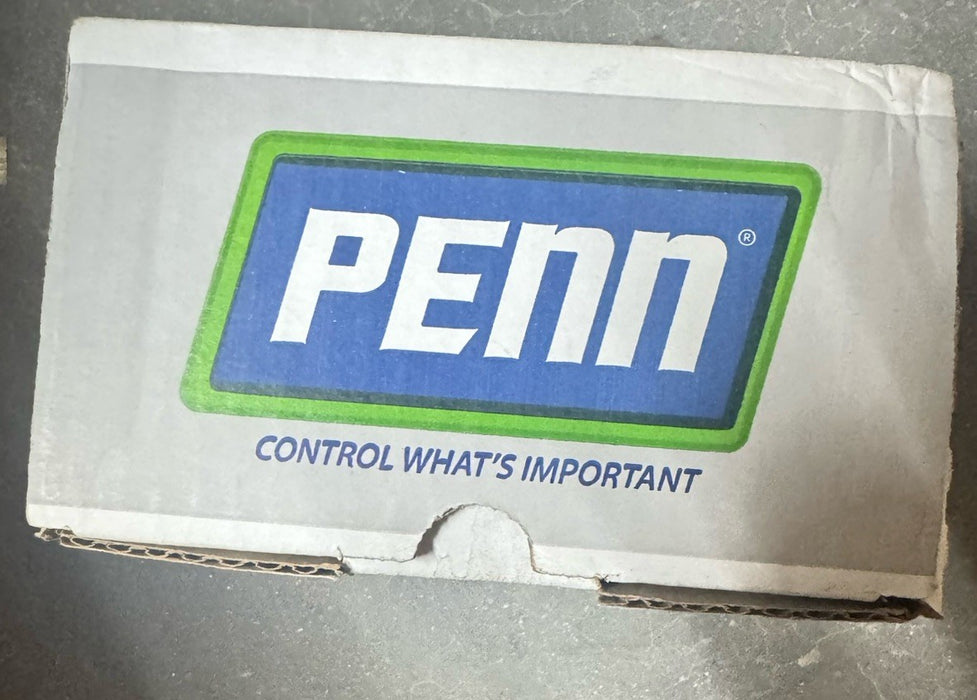 PENN®
CONTROL WHAT'S IMPORTANT